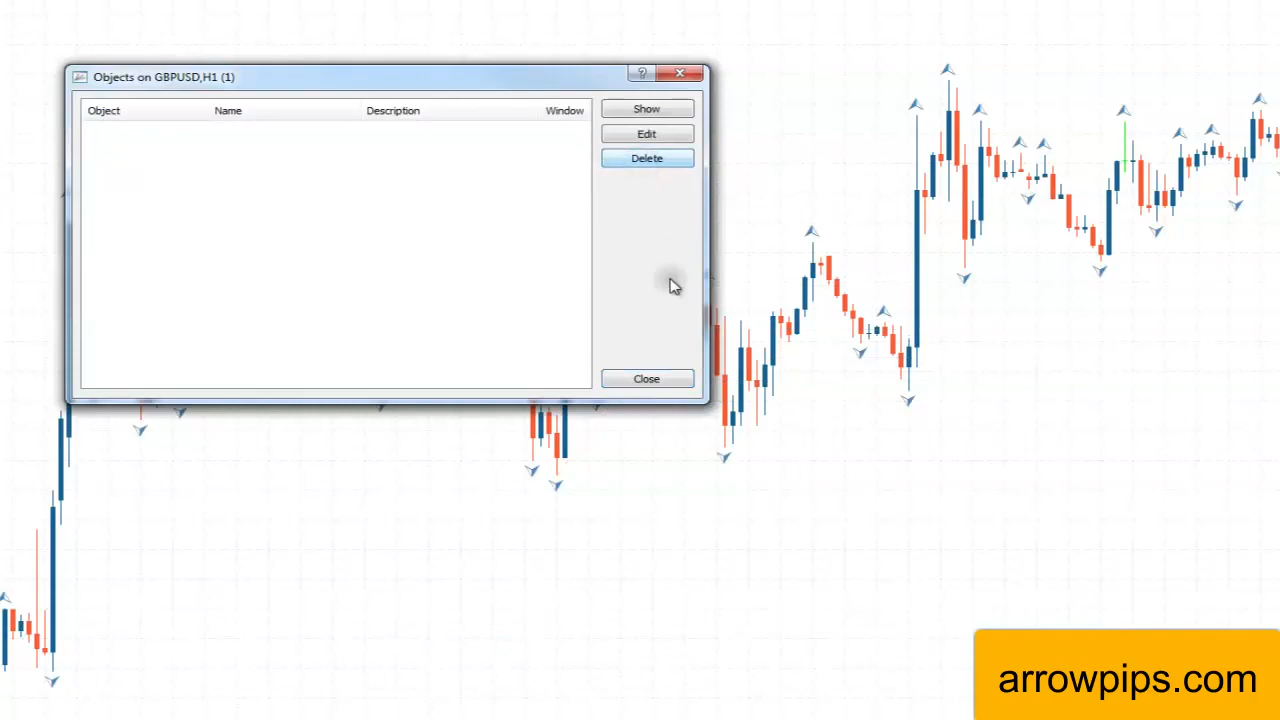 Objects on GBPUSD,H1 (1)
?
Object Name Description Window
Show
Edit
Delete
Close
arrowpips.com